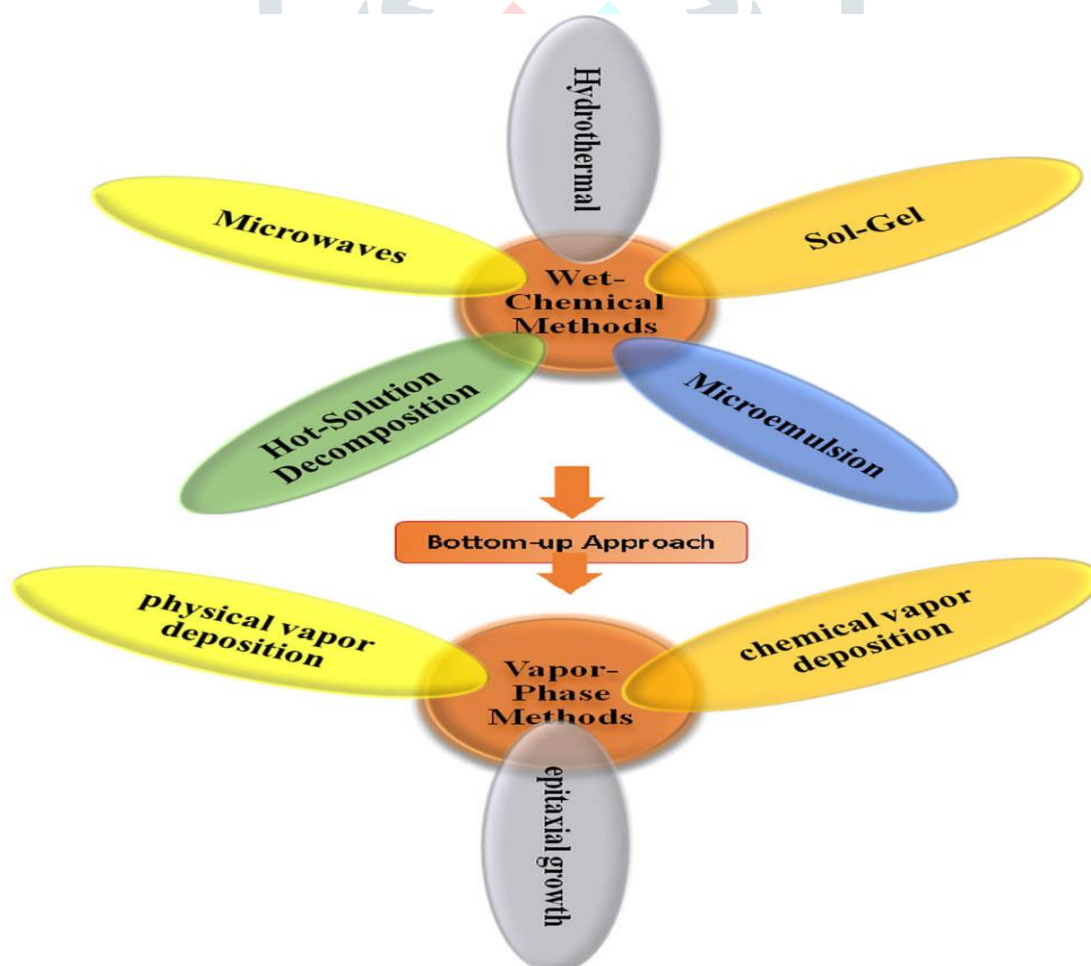 Hydrothermal
Microwaves
Sol-Gel
Wet-
Chemical
Methods
Hot-Solution
Decomposition
Microemulsion
Bottom-up Approach
physical vapor
deposition
chemical vapor
deposition
Vapor-
Phase
Methods
epitaxial growth